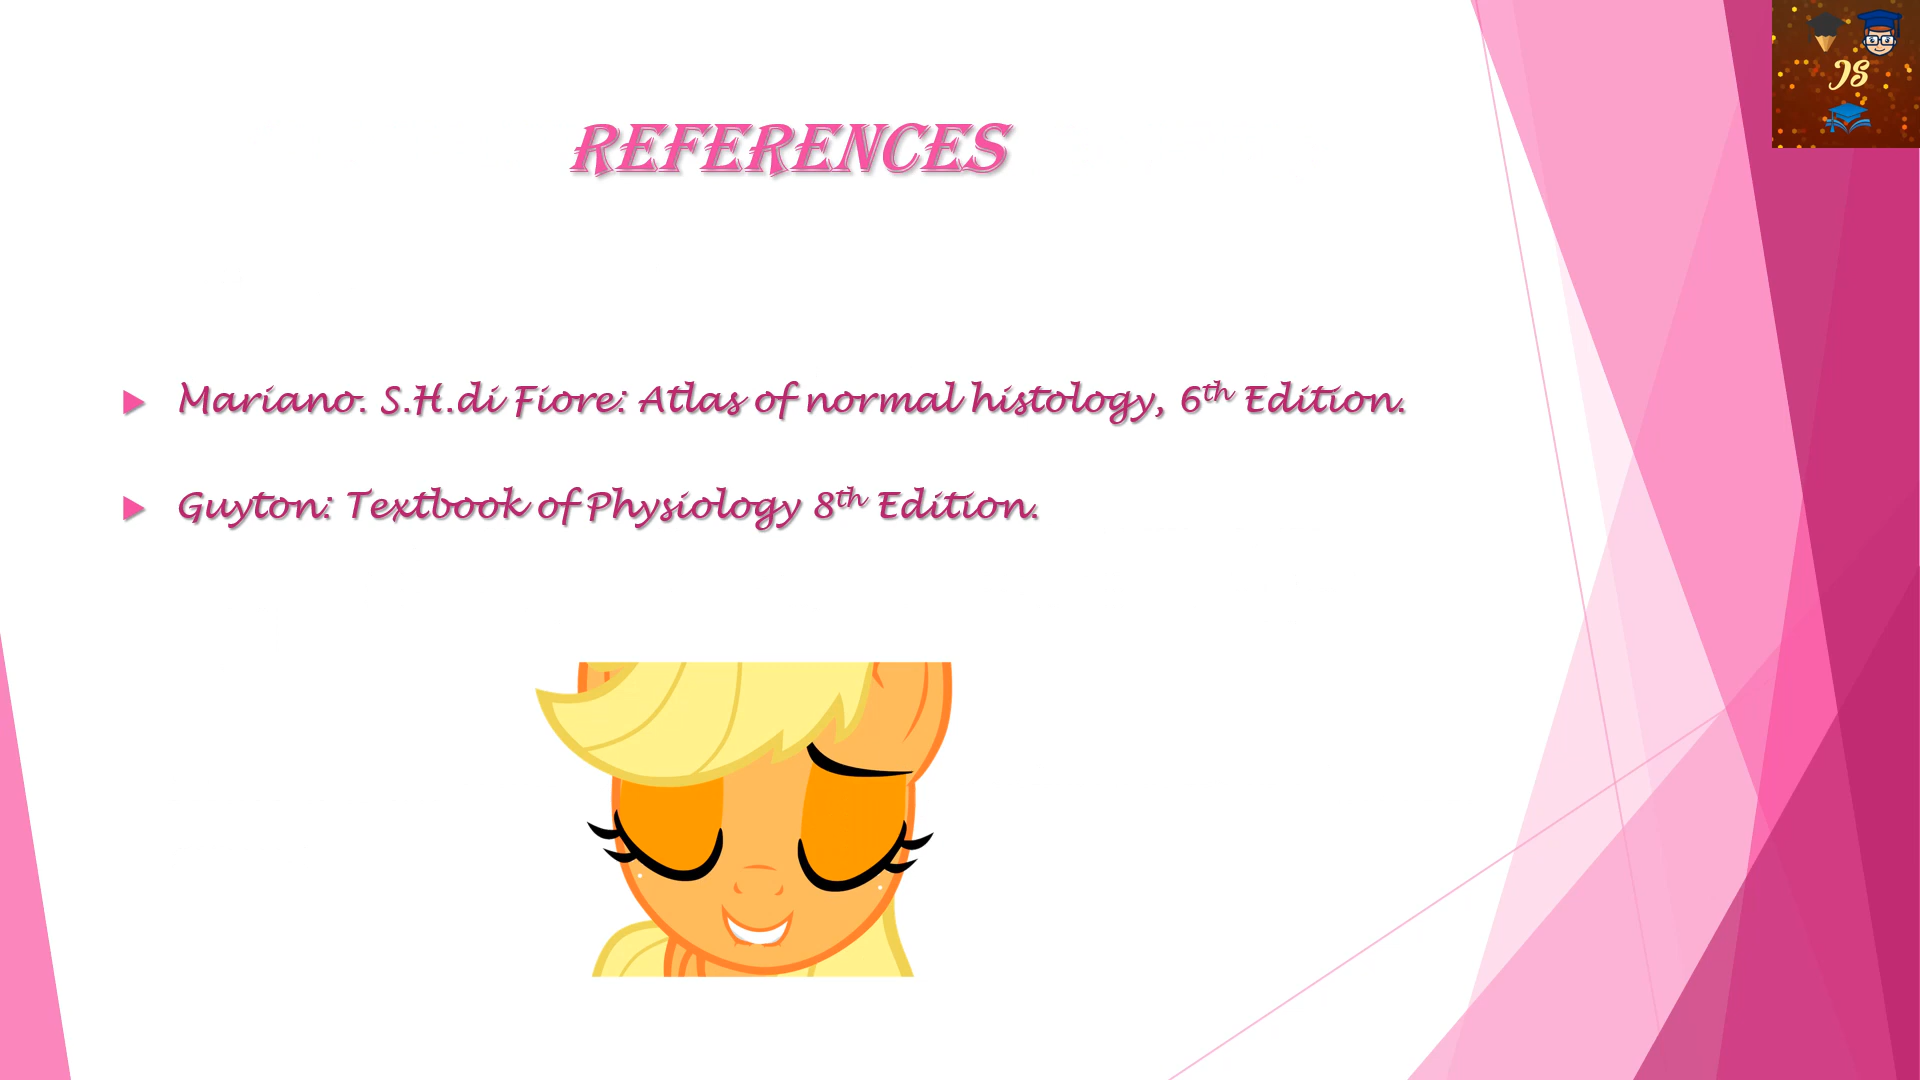 JS
REFERENCES
Mariano. S.H.di Fiore: Atlas of normal histology, 6th Edition.
Guyton: Textbook of Physiology 8th Edition.